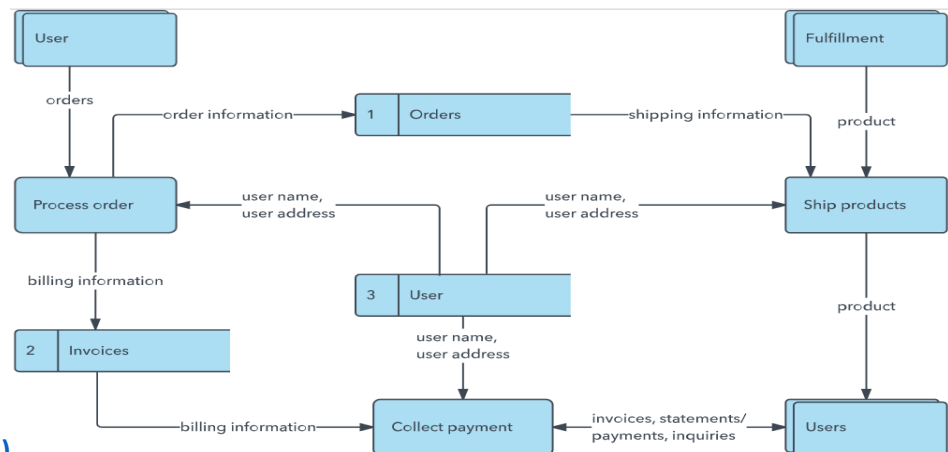 User
Fulfillment
orders
order information
1 Orders
shipping information
product
Process order
user name,
user address
user name,
user address
Ship products
billing information
3 User
product
2 Invoices
user name,
user address
billing information
Collect payment
invoices, statements/
payments, inquiries
Users
)